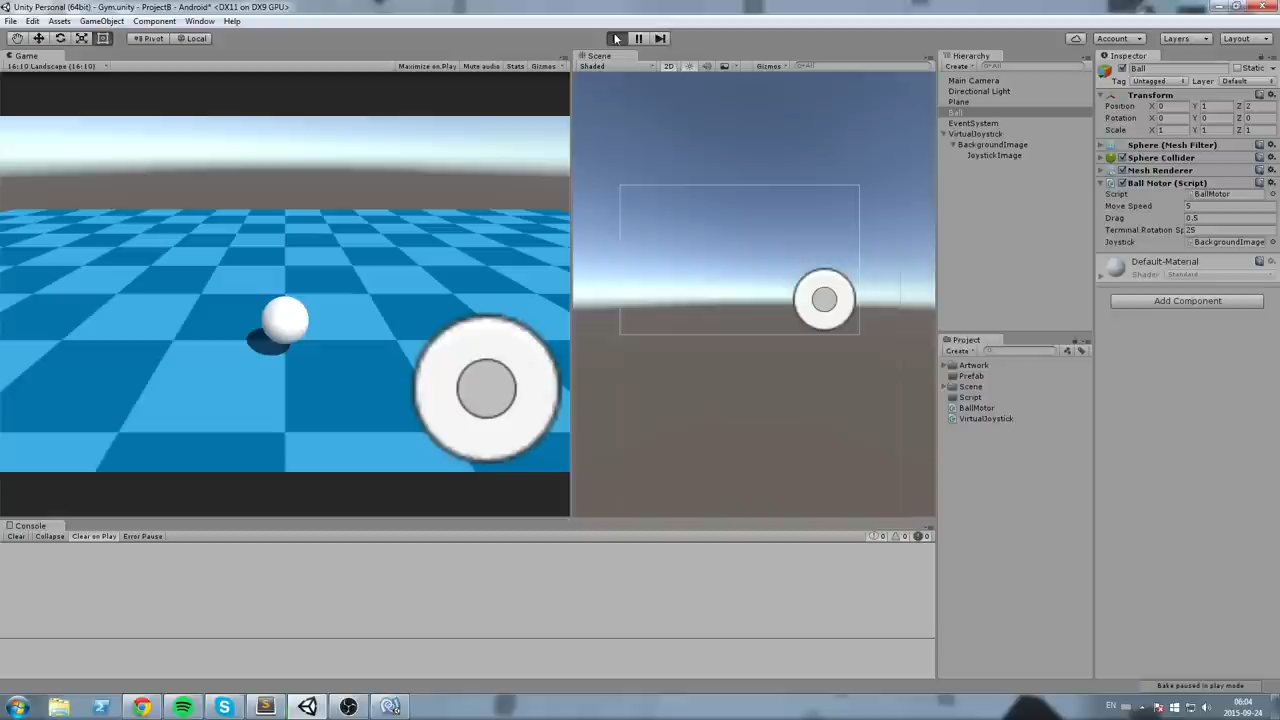 Unity Personal (64bit) - Gym.unity - ProjectB - Android* <DX11 on DX9 GPU>
File Edit Assets GameObject Component Window Help
Pivot Local Account Layers Layout
Game
16:10 Landscape (16:10) Maximize on Play Mute audio Stats Gizmos
Scene
Shaded 2D Gizmos All
Hierarchy
Create All
Main Camera
Directional Light
Plane
Ball
EventSystem
VirtualJoystick
BackgroundImage
JoystickImage
Project
Create
Artwork
Prefab
Scene
Script
BallMotor
VirtualJoystick
Inspector
Ball Static
Tag Untagged Layer Default
Transform
Position X 0 Y 1 Z 2
Rotation X 0 Y 0 Z 0
Scale X 1 Y 1 Z 1
Sphere (Mesh Filter)
Sphere Collider
Mesh Renderer
Ball Motor (Script)
Script BallMotor
Move Speed 5
Drag 0.5
Terminal Rotation Sp 25
Joystick BackgroundImage
Default-Material
Shader Standard
Add Component
Console
Clear Collapse Clear on Play Error Pause 0 0 0
Bake paused in play mode
EN 06:04
2015-09-24